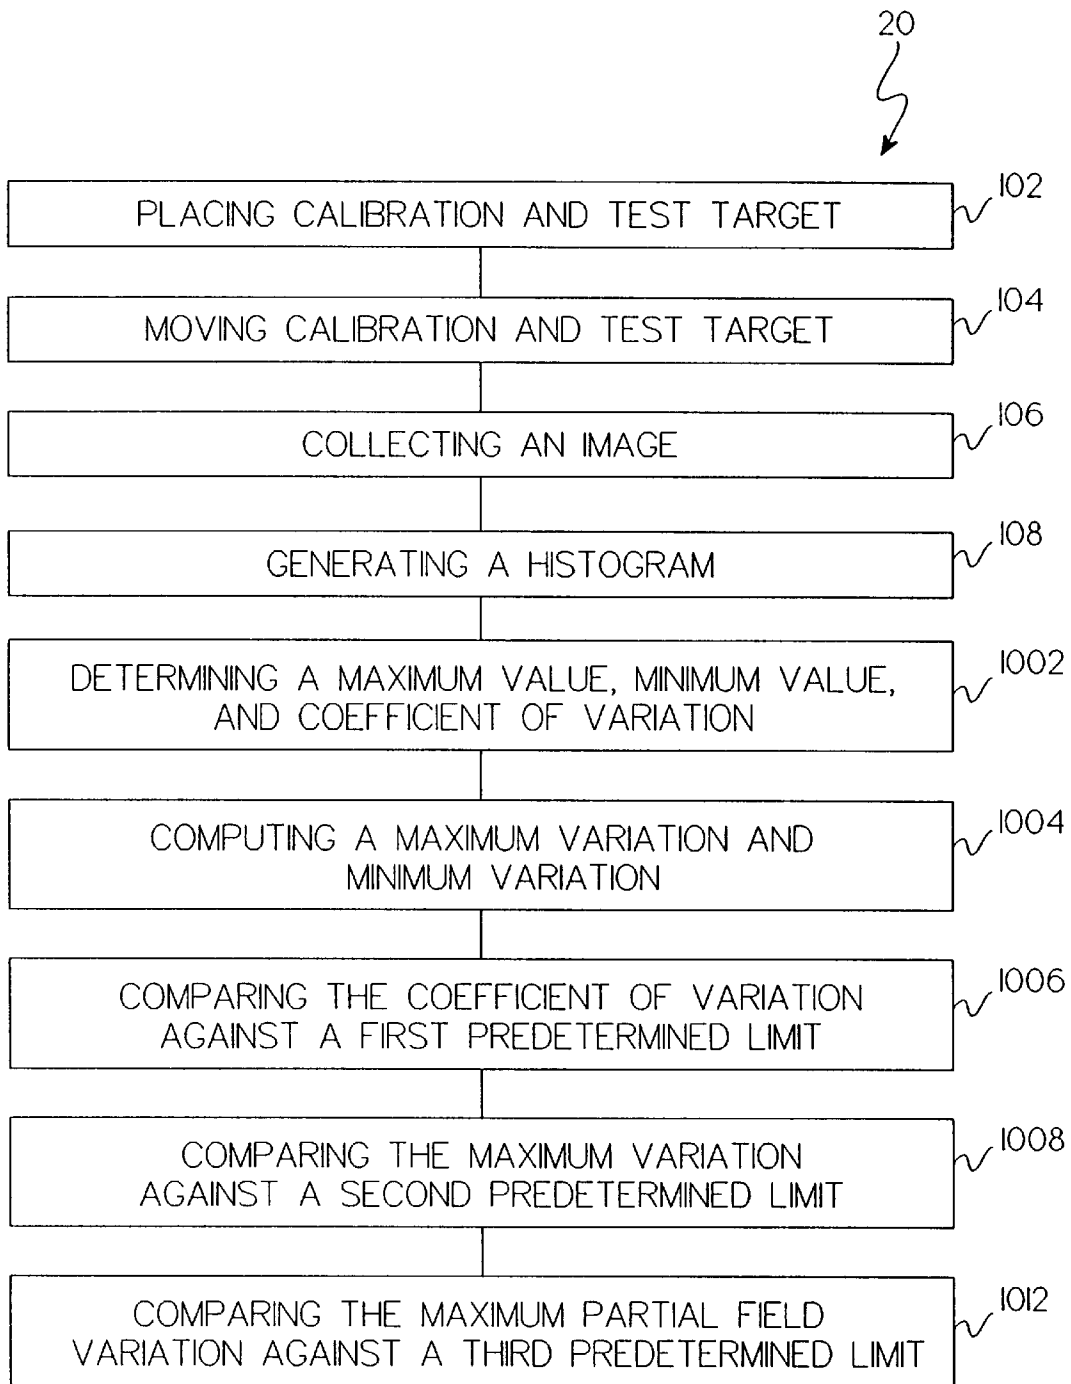 20
PLACING CALIBRATION AND TEST TARGET
102
MOVING CALIBRATION AND TEST TARGET
104
COLLECTING AN IMAGE
106
GENERATING A HISTOGRAM
108
DETERMINING A MAXIMUM VALUE, MINIMUM VALUE,
AND COEFFICIENT OF VARIATION
1002
COMPUTING A MAXIMUM VARIATION AND
MINIMUM VARIATION
1004
COMPARING THE COEFFICIENT OF VARIATION
AGAINST A FIRST PREDETERMINED LIMIT
1006
COMPARING THE MAXIMUM VARIATION
AGAINST A SECOND PREDETERMINED LIMIT
1008
COMPARING THE MAXIMUM PARTIAL FIELD
VARIATION AGAINST A THIRD PREDETERMINED LIMIT
1012